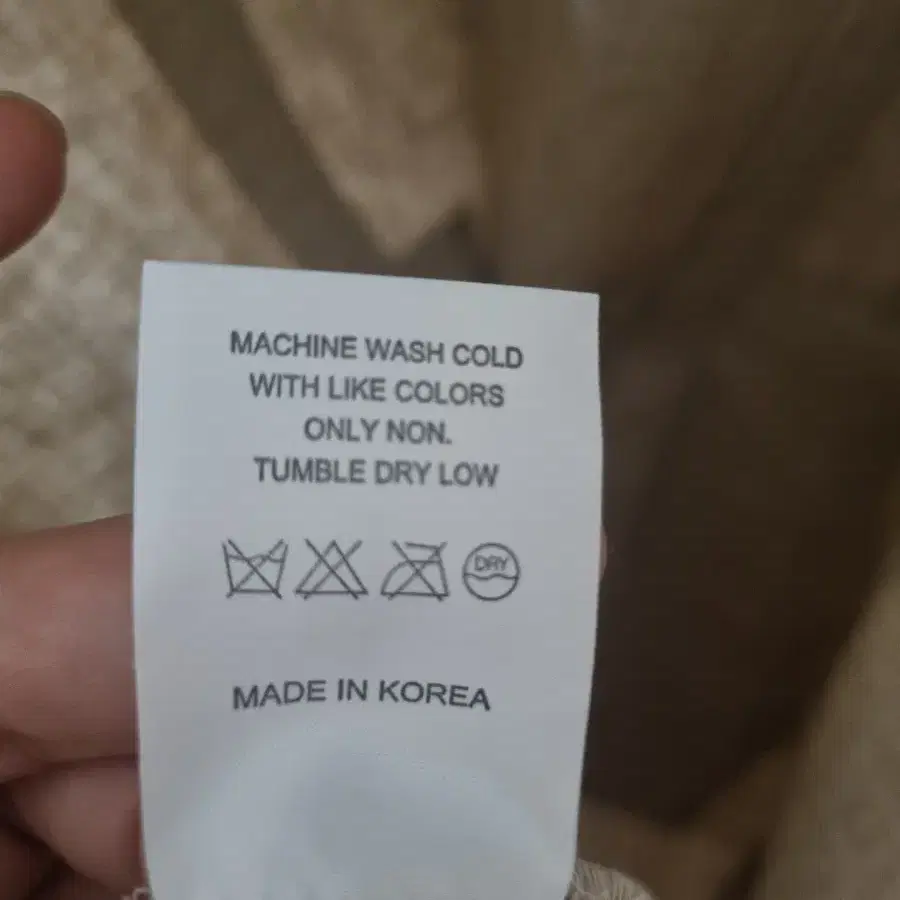 MACHINE WASH COLD
WITH LIKE COLORS
ONLY NON.
TUMBLE DRY LOW
DRY
MADE IN KOREA